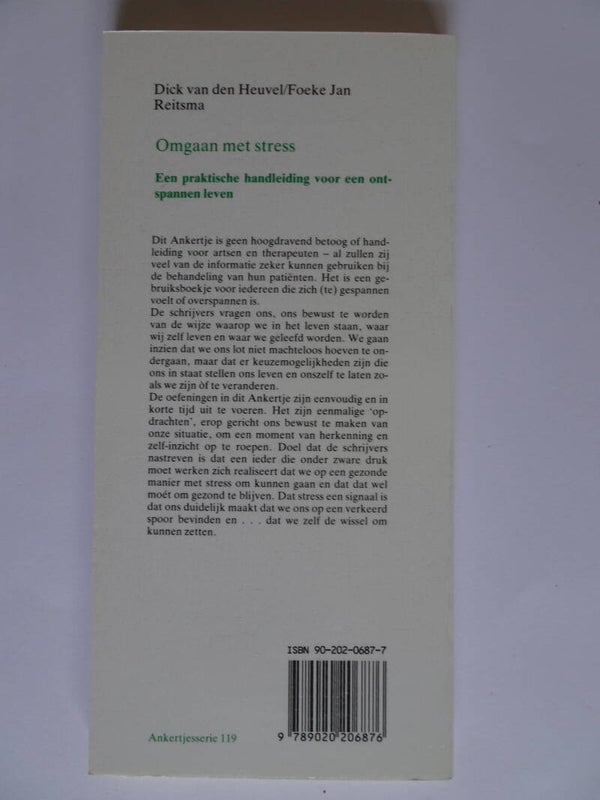 Dick van den Heuvel/Foeke Jan
Reitsma
Omgaan met stress
Een praktische handleiding voor een ont-
spannen leven
Dit Ankertje is geen hoogdravend betoog of hand-
leiding voor artsen en therapeuten – al zullen zij
veel van de informatie zeker kunnen gebruiken bij
de behandeling van hun patiënten. Het is een ge-
bruiksboekje voor iedereen die zich (te) gespannen
voelt of overspannen is.
De schrijvers vragen ons, ons bewust te worden
van de wijze waarop we in het leven staan, waar
wij zelf leven en waar we geleefd worden. We gaan
inzien dat we ons lot niet machteloos hoeven te on-
dergaan, maar dat er keuzemogelijkheden zijn die
ons in staat stellen ons leven en onszelf te laten zo-
als we zijn òf te veranderen.
De oefeningen in dit Ankertje zijn eenvoudig en in
korte tijd uit te voeren. Het zijn eenmalige ‘op-
drachten’, erop gericht ons bewust te maken van
onze situatie, om een moment van herkenning en
zelf-inzicht op te roepen. Doel dat de schrijvers
nastreven is dat een ieder die onder zware druk
moet werken zich realiseert dat we op een gezonde
manier met stress om kunnen gaan en dat dat wel
moét om gezond te blijven. Dat stress een signaal is
dat ons duidelijk maakt dat we ons op een verkeerd
spoor bevinden en . . . dat we zelf de wissel om
kunnen zetten.
ISBN 90-202-0687-7
9 789020 206876
Ankertjesserie 119